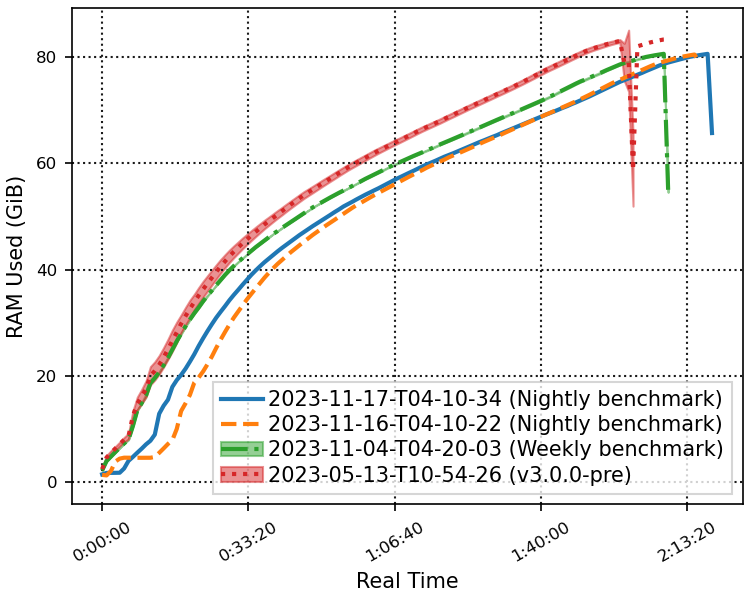 80
60
40
20
0
RAM Used (GiB)
2023-11-17-T04-10-34 (Nightly benchmark)
2023-11-16-T04-10-22 (Nightly benchmark)
2023-11-04-T04-20-03 (Weekly benchmark)
2023-05-13-T10-54-26 (v3.0.0-pre)
0:00:00
0:33:20
1:06:40
1:40:00
2:13:20
Real Time